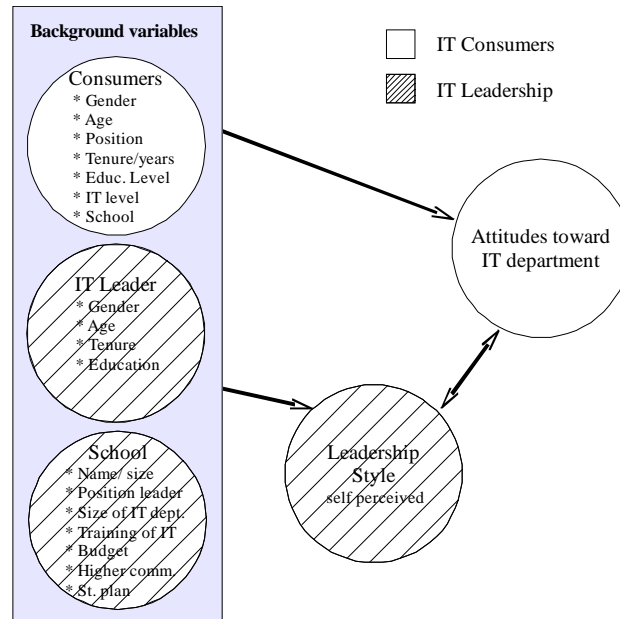 Background variables
Consumers
* Gender
* Age
* Position
* Tenure/years
* Educ. Level
* IT level
* School
IT Leader
* Gender
* Age
* Tenure
* Education
School
* Name/ size
* Position leader
* Size of IT dept.
* Training of IT
* Budget
* Higher comm.
* St. plan
IT Consumers
IT Leadership
Attitudes toward
IT department
Leadership
Style
self perceived